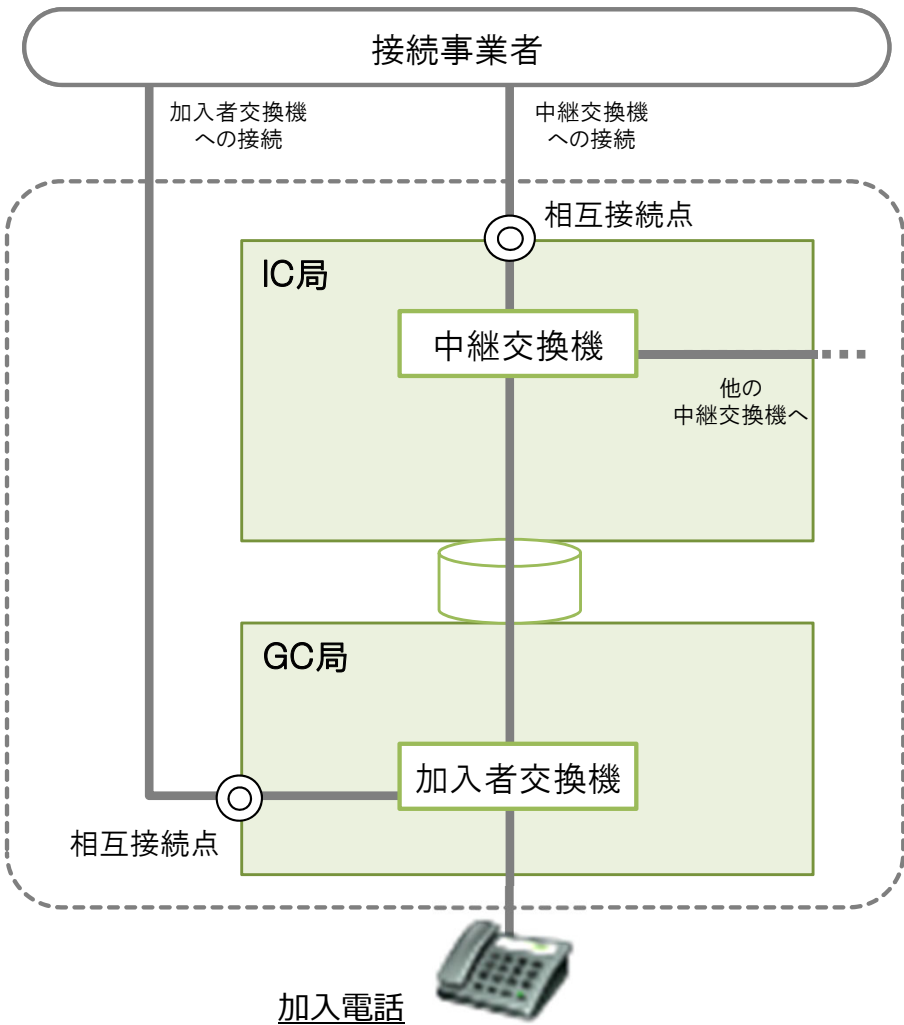 接続事業者
加入者交換機
への接続
中継交換機
への接続
相互接続点
IC局
中継交換機
他の
中継交換機へ
GC局
加入者交換機
相互接続点
加入電話